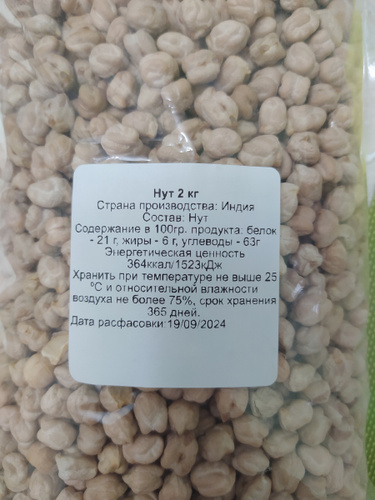 Нут 2 кг
Страна производства: Индия
Состав: Нут
Содержание в 100гр. продукта: белок
- 21 г, жиры - 6 г, углеводы - 63г
Энергетическая ценность
364ккал/1523кДж
Хранить при температуре не выше 25
ºС и относительной влажности
воздуха не более 75%, срок хранения
365 дней.
Дата расфасовки:19/09/2024